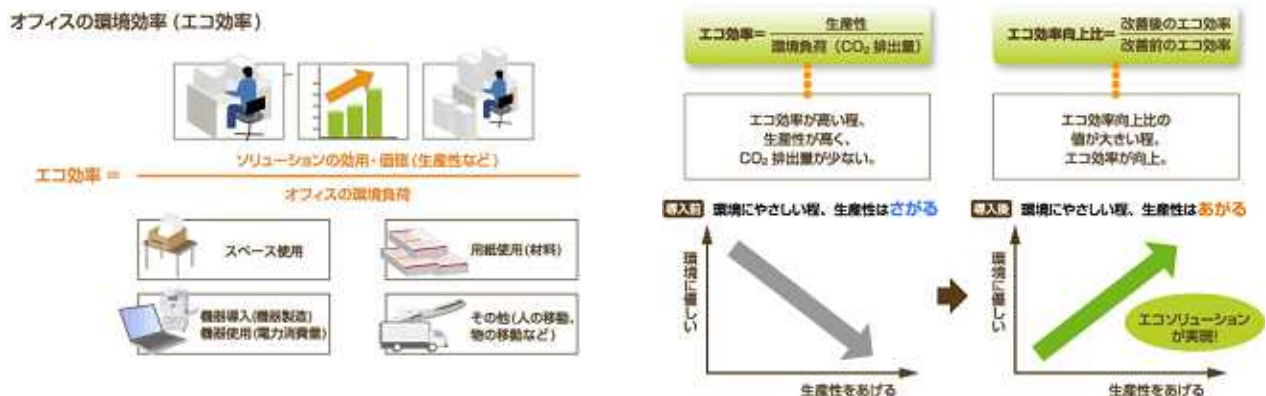 オフィスの環境効率（エコ効率）
エコ効率＝
ソリューションの効用・価値（生産性など）
オフィスの環境負荷
スペース使用
用紙使用（材料）
機器導入（機器製造）
機器使用（電力消費量）
その他（人の移動、
物の移動など）
エコ効率＝
生産性
環境負荷（CO₂ 排出量）
エコ効率が高い程、
生産性が高く、
CO₂ 排出量が少ない。
エコ効率向上比＝
改善後のエコ効率
改善前のエコ効率
エコ効率向上比の
値が大きい程、
エコ効率が向上。
導入前 環境にやさしい程、生産性はさがる
環境に優しい
生産性をあげる
導入後 環境にやさしい程、生産性はあがる
環境に優しい
エコソリューション
が実現!
生産性をあげる